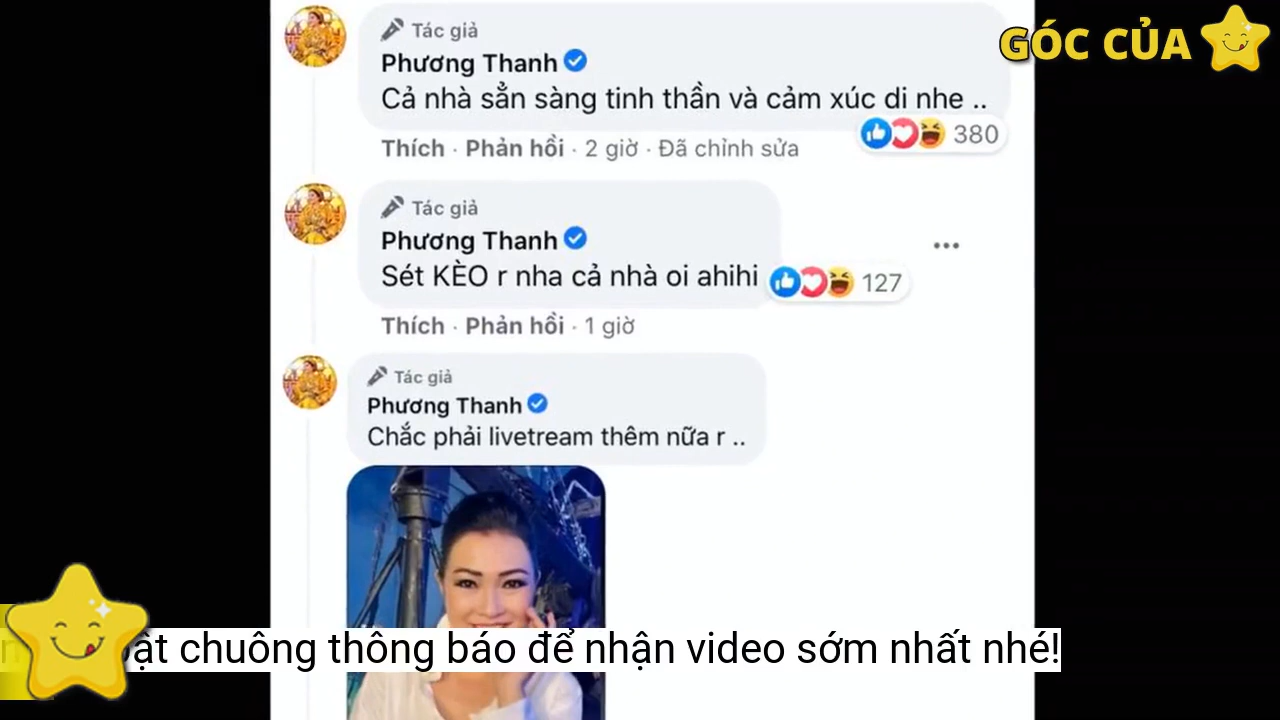 Tác giả
Phương Thanh
Cả nhà sẳn sàng tinh thần và cảm xúc di nhe ..
Thích · Phản hồi · 2 giờ · Đã chỉnh sửa
380
Tác giả
Phương Thanh
Sét KÈO r nha cả nhà oi ahihi
127
Thích · Phản hồi · 1 giờ
Tác giả
Phương Thanh
Chắc phải livetream thêm nữa r ..
GÓC CỦA
chuông thông báo để nhận video sớm nhất nhé!